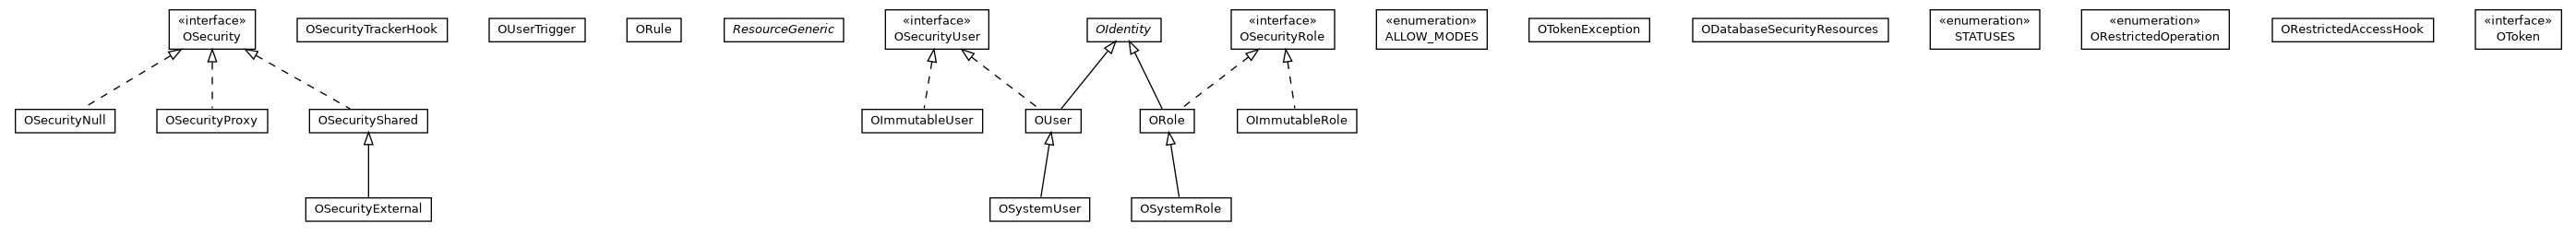 «interface»
OSecurity
OSecurityTrackerHook
OUserTrigger
ORule
ResourceGeneric
«interface»
OSecurityUser
OIdentity
«interface»
OSecurityRole
«enumeration»
ALLOW_MODES
OTokenException
ODatabaseSecurityResources
«enumeration»
STATUSES
«enumeration»
ORestrictedOperation
ORestrictedAccessHook
«interface»
OToken
OSecurityNull
OSecurityProxy
OSecurityShared
OImmutableUser
OUser
ORole
OImmutableRole
OSecurityExternal
OSystemUser
OSystemRole